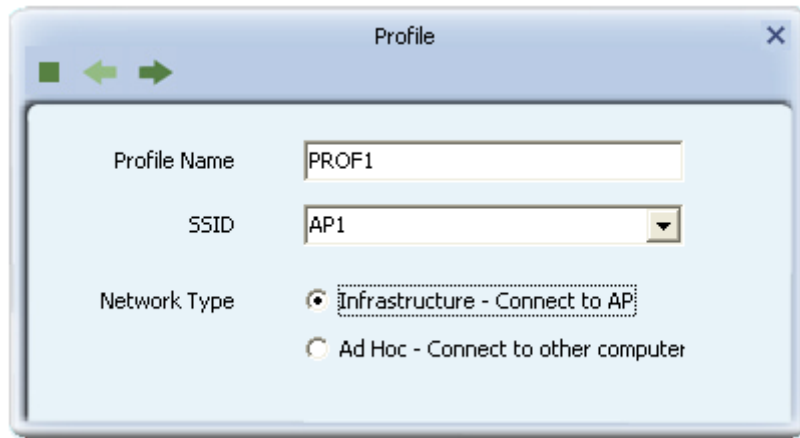 Profile
Profile Name PROF1
SSID AP1
Network Type Infrastructure - Connect to AP
Ad Hoc - Connect to other computer